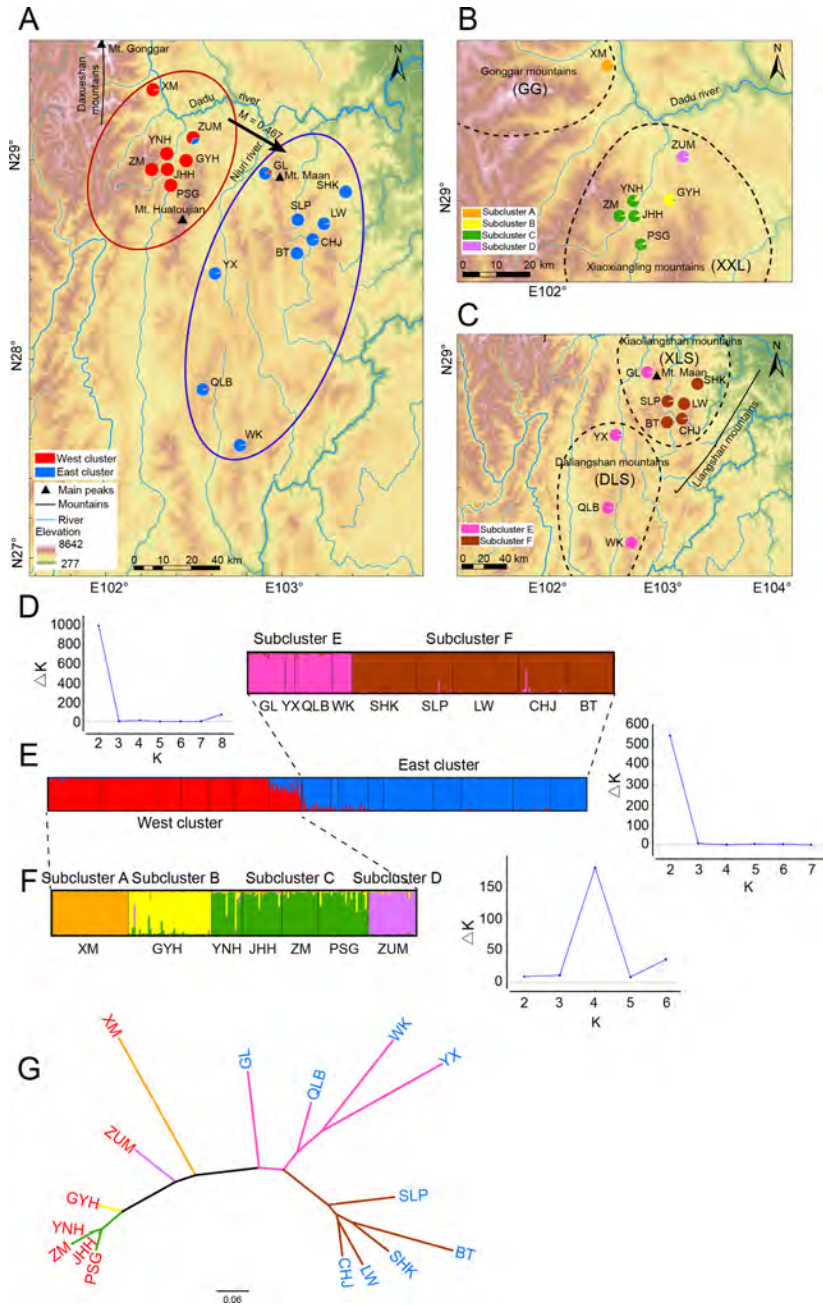 A
Mt. Gonggar
Daxueshan mountains
N
XM
Dadu river
ZUM
M = 0.467
YNH
GYH
ZM
JHH
PSG
Mt. Huatoujian
Niuri river
GL
Mt. Maan
SHK
SLP
LW
CHJ
BT
YX
QLB
WK
N29°
N28°
N27°
West cluster
East cluster
Main peaks
Mountains
River
Elevation
8642
277
0 10 20 40 km
E102°
E103°
B
XM
Gonggar mountains
(GG)
N
Dadu river
ZUM
N29°
YNH
GYH
ZM
JHH
PSG
Subcluster A
Subcluster B
Subcluster C
Subcluster D
0 5 10 20 km
Xiaoxiangling mountains (XXL)
E102°
C
N29°
Xiaoliangshan mountains
(XLS)
N
GL
Mt. Maan
SHK
SLP
LW
BT
CHJ
Liangshan mountains
YX
Daliangshan mountains
(DLS)
QLB
WK
N28°
Subcluster E
Subcluster F
0 10 20 40 km
E102°
E103°
E104°
D
△K
1000
800
600
400
200
0
2 3 4 5 6 7 8
K
Subcluster E
Subcluster F
GL YX QLB WK SHK SLP LW CHJ BT
E
East cluster
West cluster
△K
600
500
400
300
200
100
0
2 3 4 5 6 7
K
F
Subcluster A Subcluster B Subcluster C Subcluster D
XM GYH YNH JHH ZM PSG ZUM
△K
150
100
50
0
2 3 4 5 6
K
G
XM
GL
WK
YX
QLB
ZUM
GYH
YNH
ZM
JHH
PSG
SLP
BT
SHK
LW
CHJ
0.06